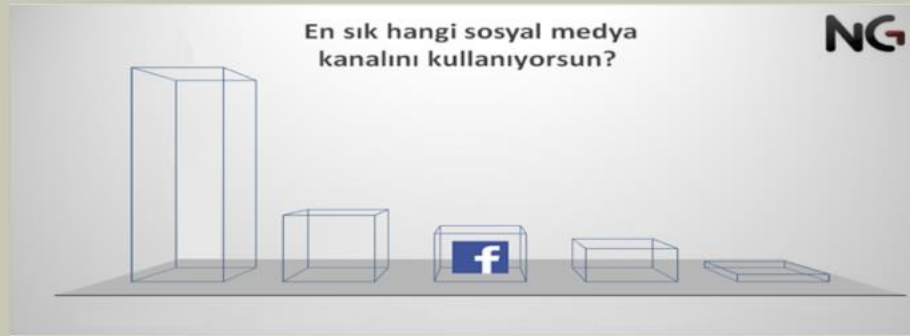 En sık hangi sosyal medya
kanalını kullanıyorsun?
NG
f